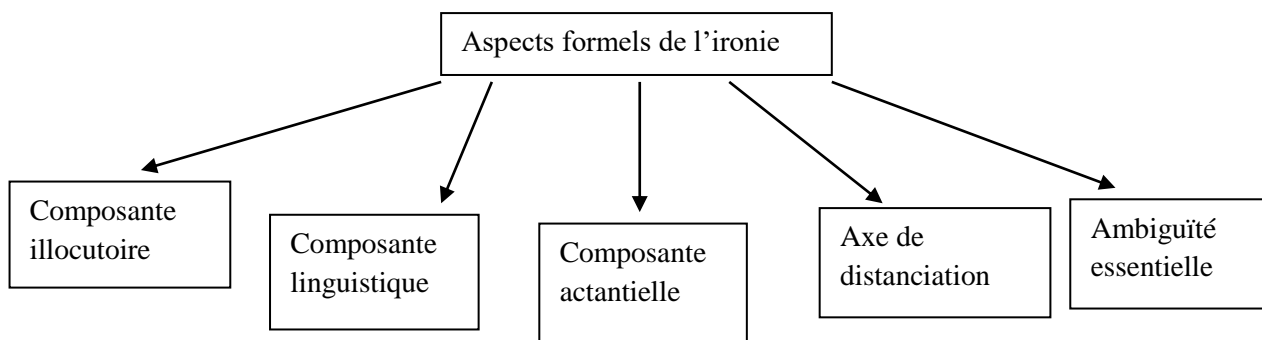 Aspects formels de l’ironie
Composante
illocutoire
Composante
linguistique
Composante
actantielle
Axe de
distanciation
Ambiguïté
essentielle